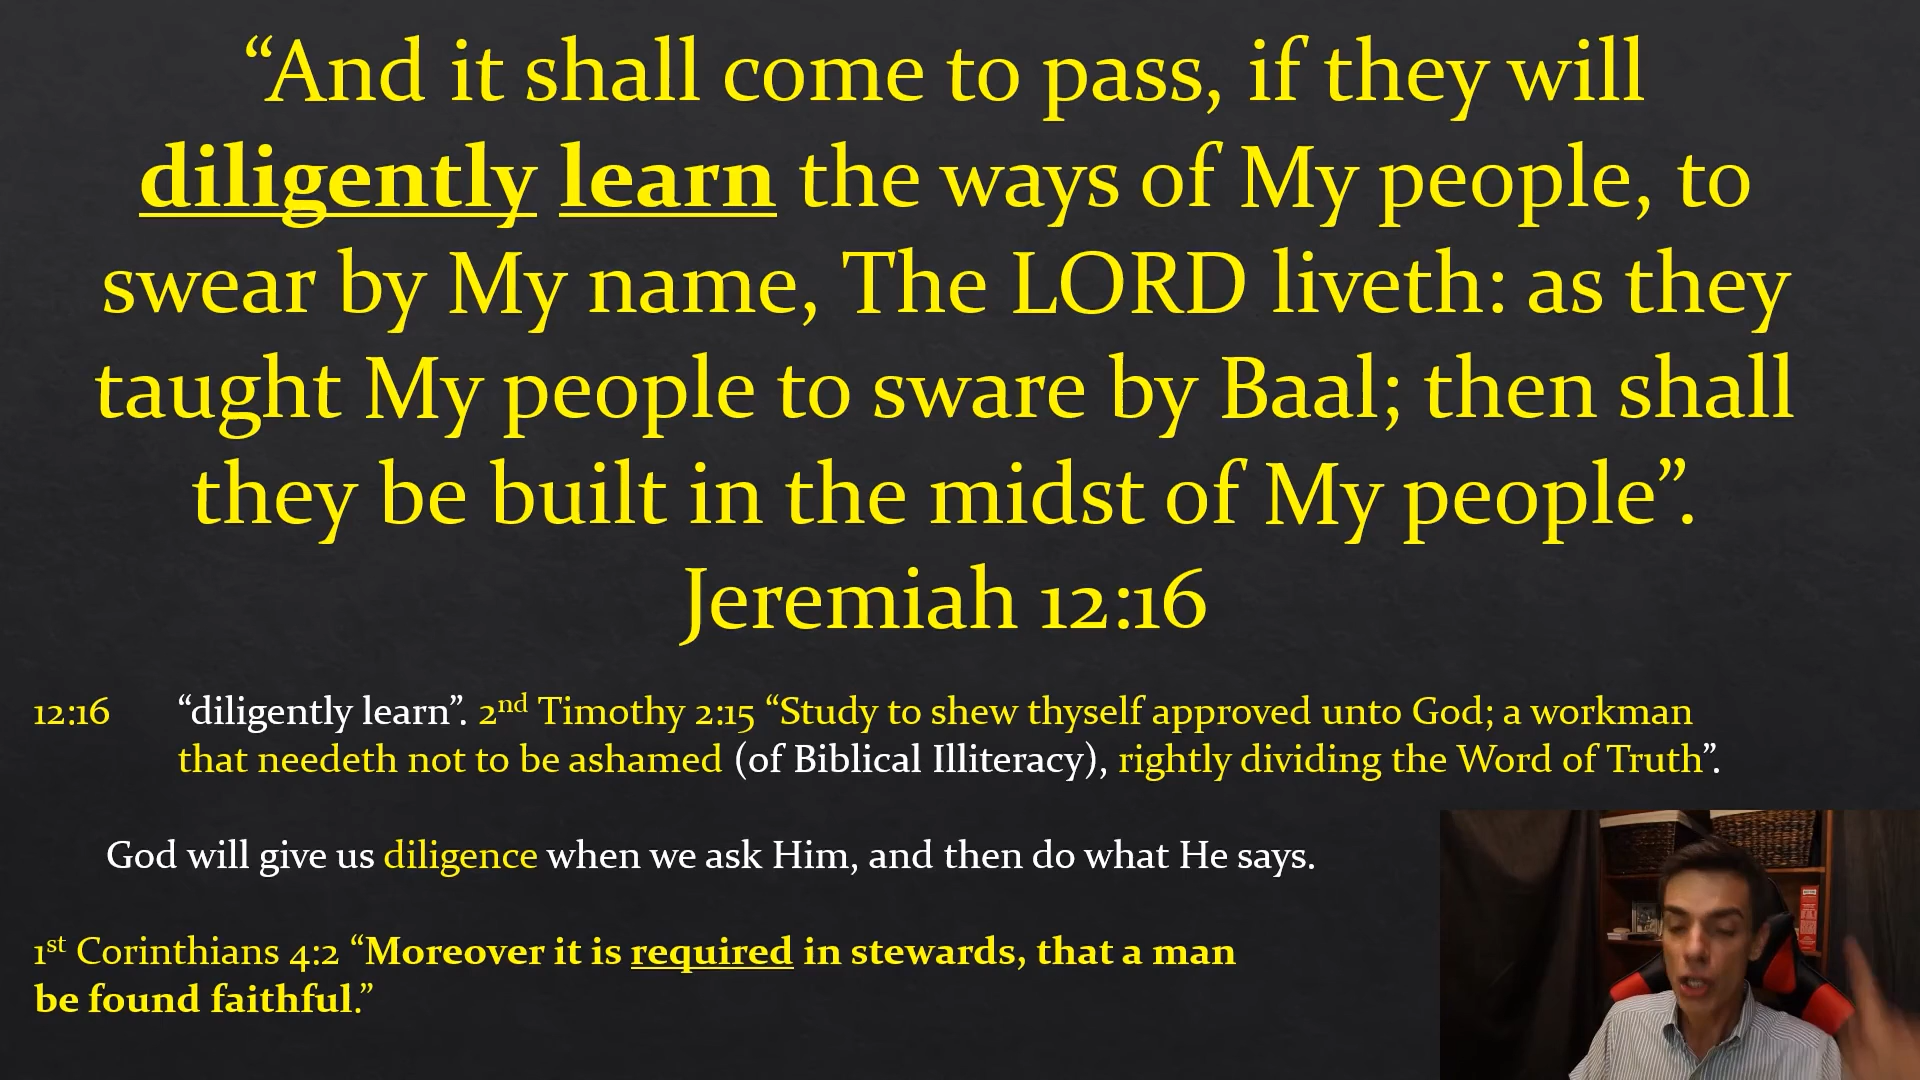 “And it shall come to pass, if they will
diligently learn the ways of My people, to
swear by My name, The LORD liveth: as they
taught My people to sware by Baal; then shall
they be built in the midst of My people”.
Jeremiah 12:16
12:16 “diligently learn”. 2nd Timothy 2:15 “Study to shew thyself approved unto God; a workman
that needeth not to be ashamed (of Biblical Illiteracy), rightly dividing the Word of Truth”.
God will give us diligence when we ask Him, and then do what He says.
1st Corinthians 4:2 “Moreover it is required in stewards, that a man
be found faithful.”